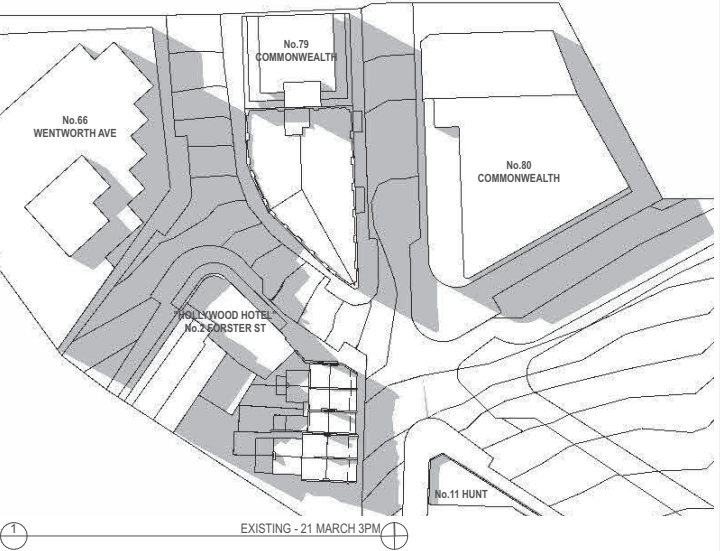 No.79
COMMONWEALTH
No.66
WENTWORTH AVE
No.80
COMMONWEALTH
"HOLLYWOOD HOTEL"
No.2 FORSTER ST
No.11 HUNT
1
EXISTING - 21 MARCH 3PM